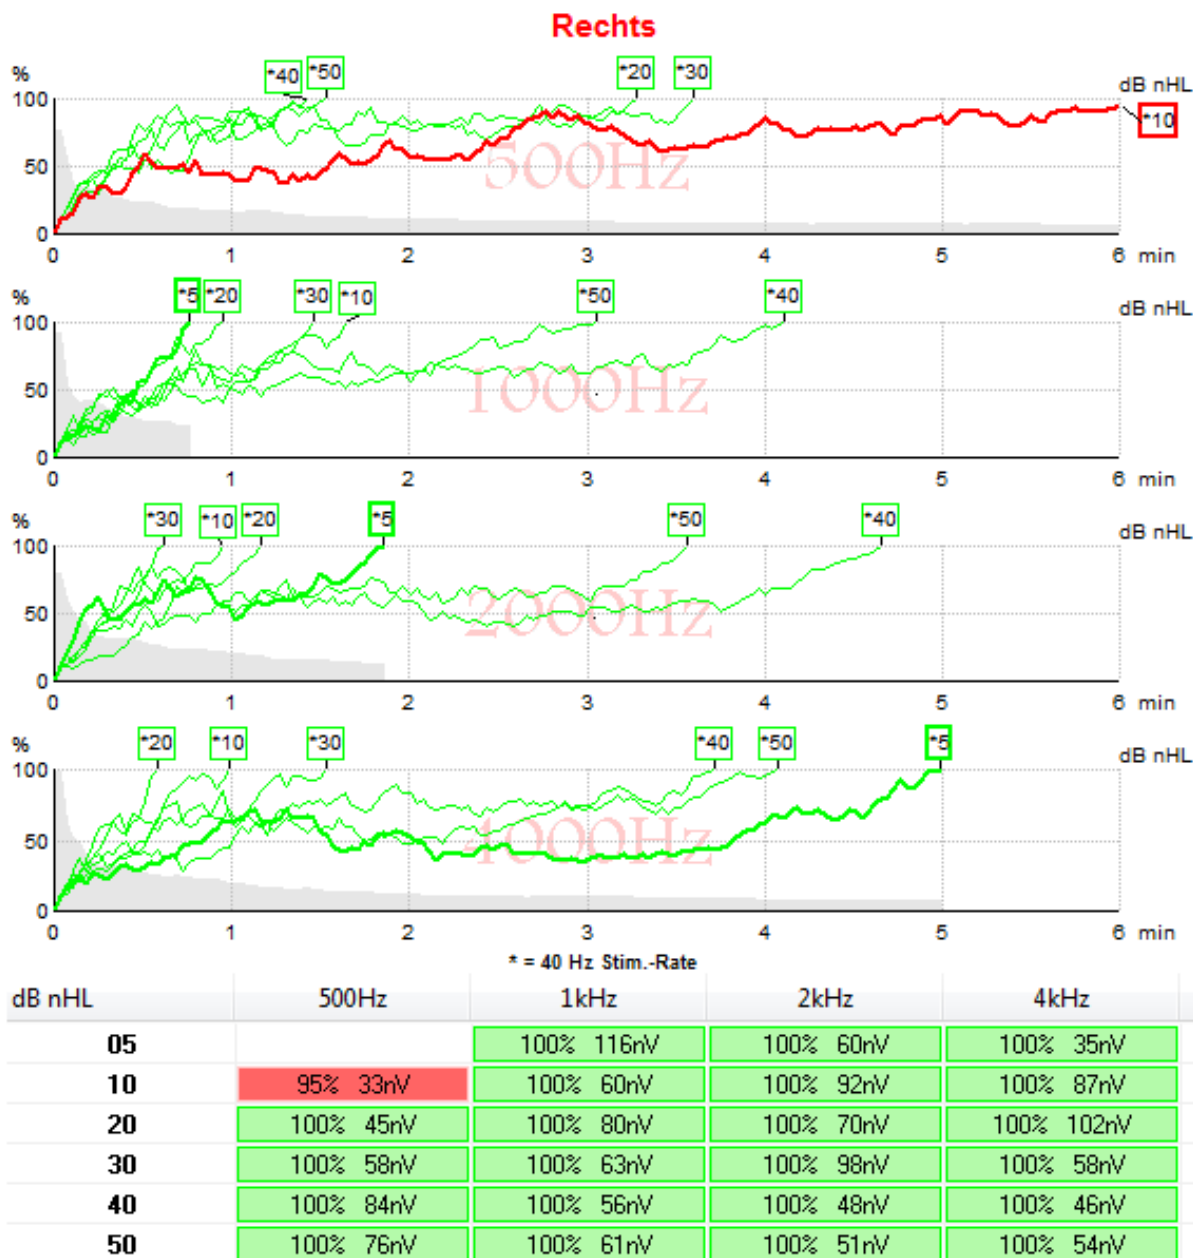 Rechts
*40 *50 *20 *30
% dB nHL
100 *10
50 500Hz
0
0 1 2 3 4 5 6 min
*5 *20 *30 *10 *50 *40
% dB nHL
100
50 1000Hz
0
0 1 2 3 4 5 6 min
*30 *10 *20 *5 *50 *40
% dB nHL
100
50 2000Hz
0
0 1 2 3 4 5 6 min
*20 *10 *30 *40 *50 *5
% dB nHL
100
50 4000Hz
0
0 1 2 3 4 5 6 min
* = 40 Hz Stim.-Rate
dB nHL 500Hz 1kHz 2kHz 4kHz
05 100% 116nV 100% 60nV 100% 35nV
10 95% 33nV 100% 60nV 100% 92nV 100% 87nV
20 100% 45nV 100% 80nV 100% 70nV 100% 102nV
30 100% 58nV 100% 63nV 100% 98nV 100% 58nV
40 100% 84nV 100% 56nV 100% 48nV 100% 46nV
50 100% 76nV 100% 61nV 100% 51nV 100% 54nV